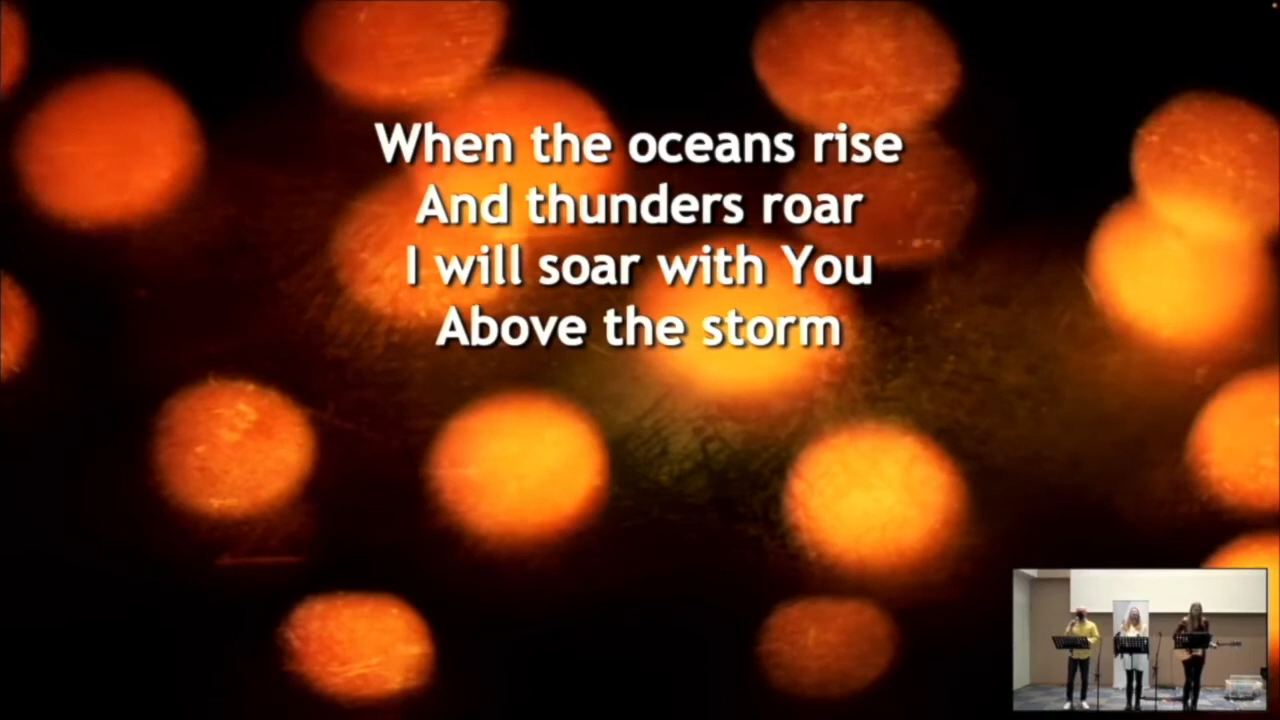 When the oceans rise
And thunders roar
I will soar with You
Above the storm